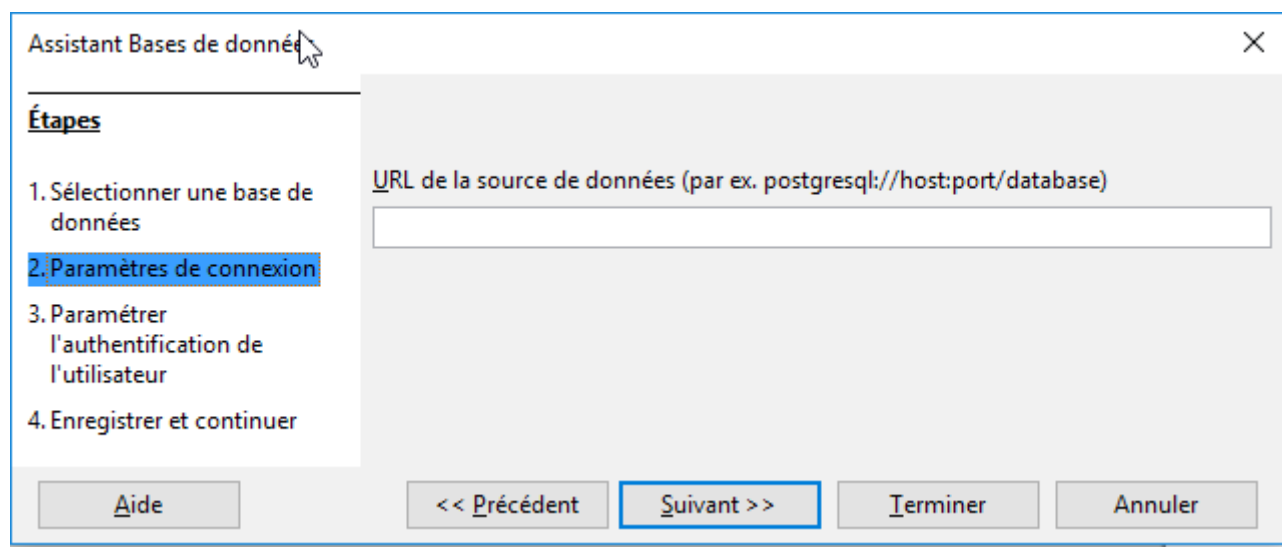 Assistant Bases de donnée
Étapes
1. Sélectionner une base de
données
2. Paramètres de connexion
3. Paramétrer
l'authentification de
l'utilisateur
4. Enregistrer et continuer
URL de la source de données (par ex. postgresql://host:port/database)
Aide
<< Précédent
Suivant >>
Terminer
Annuler